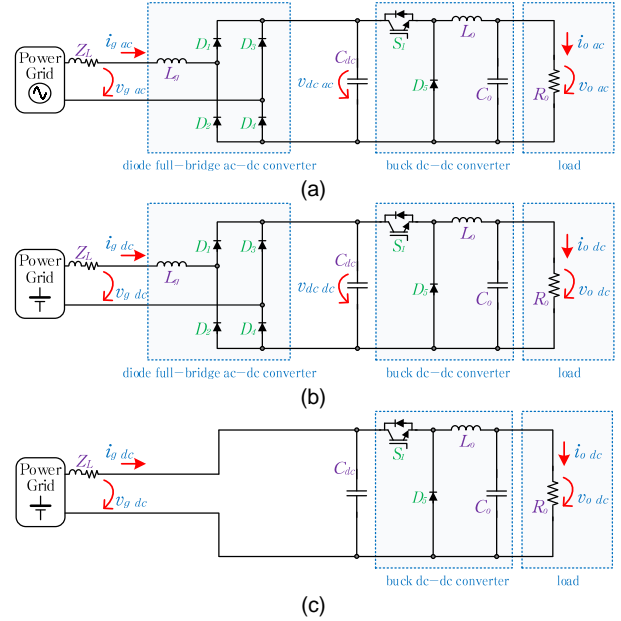 Power
Grid
Z_L
i_g ac
v_g ac
L_g
D_1
D_3
D_2
D_4
C_dc
v_dc ac
S_1
D_5
L_o
C_o
R_o
i_o ac
v_o ac
diode full-bridge ac-dc converter
buck dc-dc converter
load
(a)
Power
Grid
Z_L
i_g dc
v_g dc
L_g
D_1
D_3
D_2
D_4
C_dc
v_dc dc
S_1
D_5
L_o
C_o
R_o
i_o dc
v_o dc
diode full-bridge ac-dc converter
buck dc-dc converter
load
(b)
Power
Grid
Z_L
i_g dc
v_g dc
C_dc
S_1
D_5
L_o
C_o
R_o
i_o dc
v_o dc
buck dc-dc converter
load
(c)